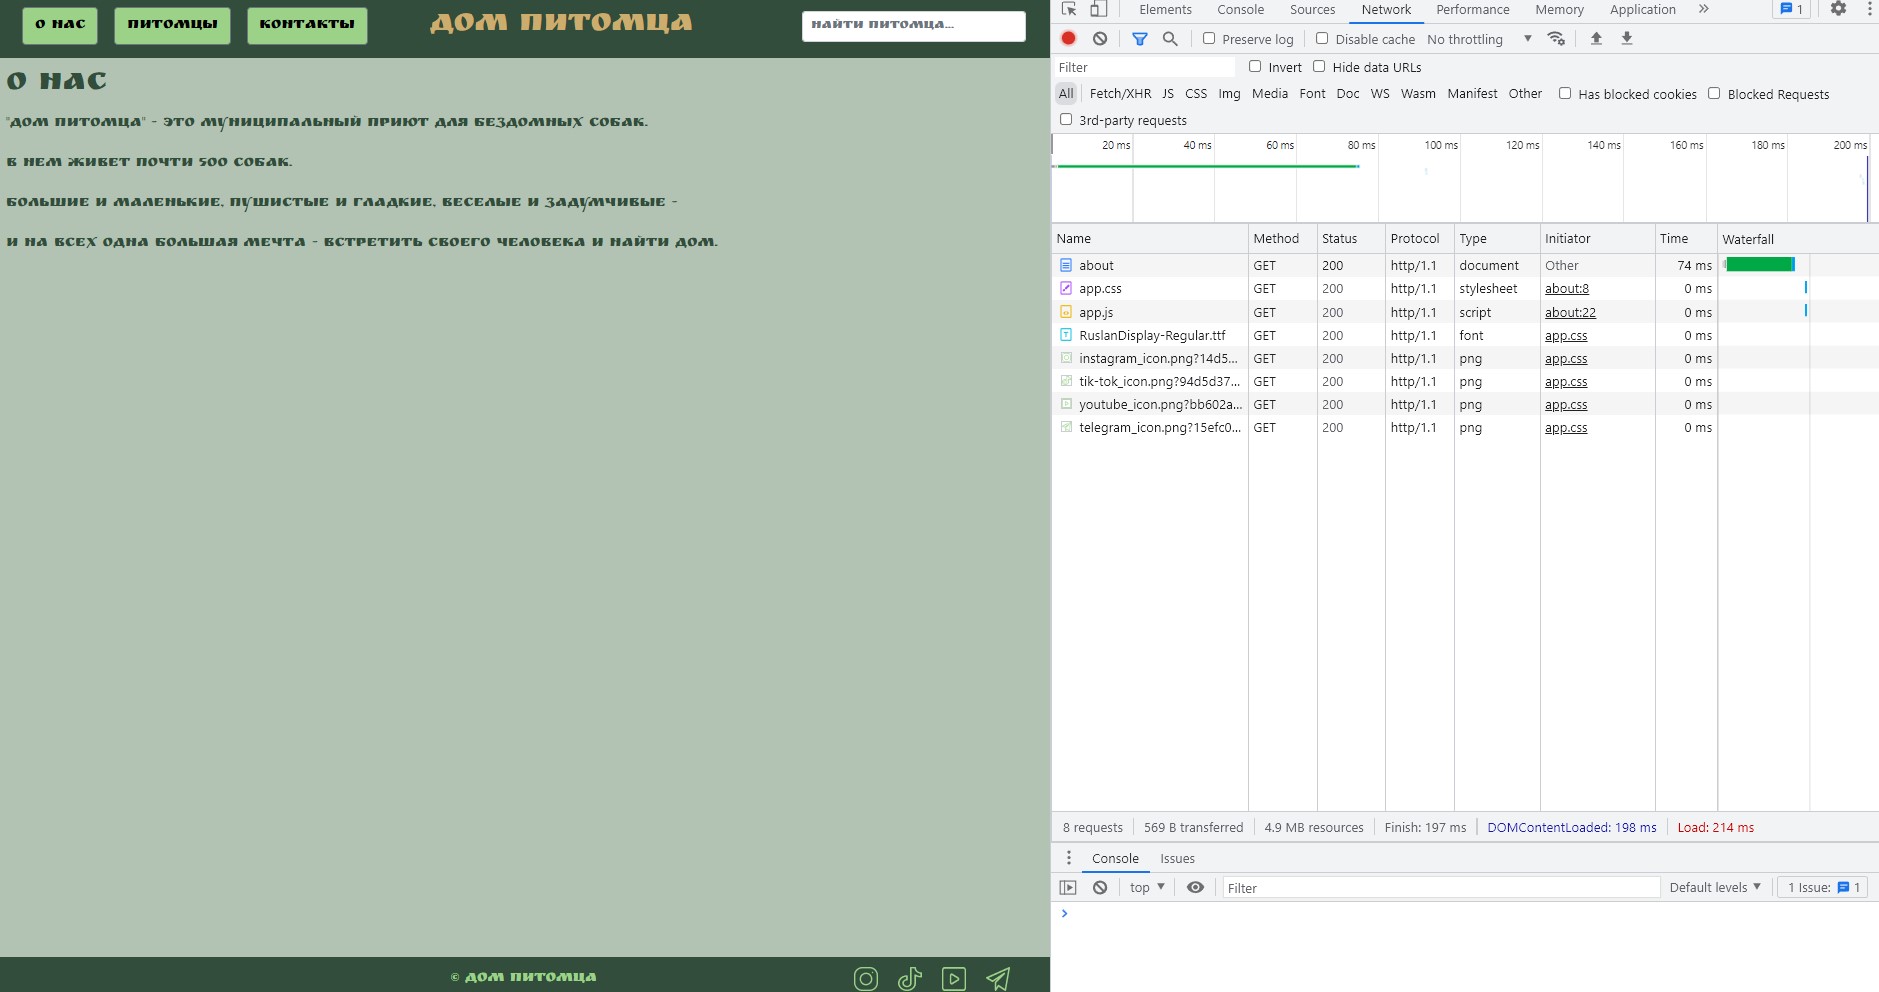 О НАС
ПИТОМЦЫ
КОНТАКТЫ
ДОМ ПИТОМЦА
НАЙТИ ПИТОМЦА...
О НАС
"ДОМ ПИТОМЦА" - ЭТО МУНИЦИПАЛЬНЫЙ ПРИЮТ ДЛЯ БЕЗДОМНЫХ СОБАК.
В НЕМ ЖИВЕТ ПОЧТИ 500 СОБАК.
БОЛЬШИЕ И МАЛЕНЬКИЕ, ПУШИСТЫЕ И ГЛАДКИЕ, ВЕСЕЛЫЕ И ЗАДУМЧИВЫЕ -
И НА ВСЕХ ОДНА БОЛЬШАЯ МЕЧТА - ВСТРЕТИТЬ СВОЕГО ЧЕЛОВЕКА И НАЙТИ ДОМ.
© ДОМ ПИТОМЦА
Elements Console Sources Network Performance Memory Application » 1
Preserve log Disable cache No throttling
Filter Invert Hide data URLs
All Fetch/XHR JS CSS Img Media Font Doc WS Wasm Manifest Other Has blocked cookies Blocked Requests
3rd-party requests
20 ms 40 ms 60 ms 80 ms 100 ms 120 ms 140 ms 160 ms 180 ms 200 ms
Name Method Status Protocol Type Initiator Time Waterfall
about GET 200 http/1.1 document Other 74 ms
app.css GET 200 http/1.1 stylesheet about:8 0 ms
app.js GET 200 http/1.1 script about:22 0 ms
RuslanDisplay-Regular.ttf GET 200 http/1.1 font app.css 0 ms
instagram_icon.png?14d5... GET 200 http/1.1 png app.css 0 ms
tik-tok_icon.png?94d5d37... GET 200 http/1.1 png app.css 0 ms
youtube_icon.png?bb602a... GET 200 http/1.1 png app.css 0 ms
telegram_icon.png?15efc0... GET 200 http/1.1 png app.css 0 ms
8 requests 569 B transferred 4.9 MB resources Finish: 197 ms DOMContentLoaded: 198 ms Load: 214 ms
Console Issues
top Filter Default levels 1 Issue: 1